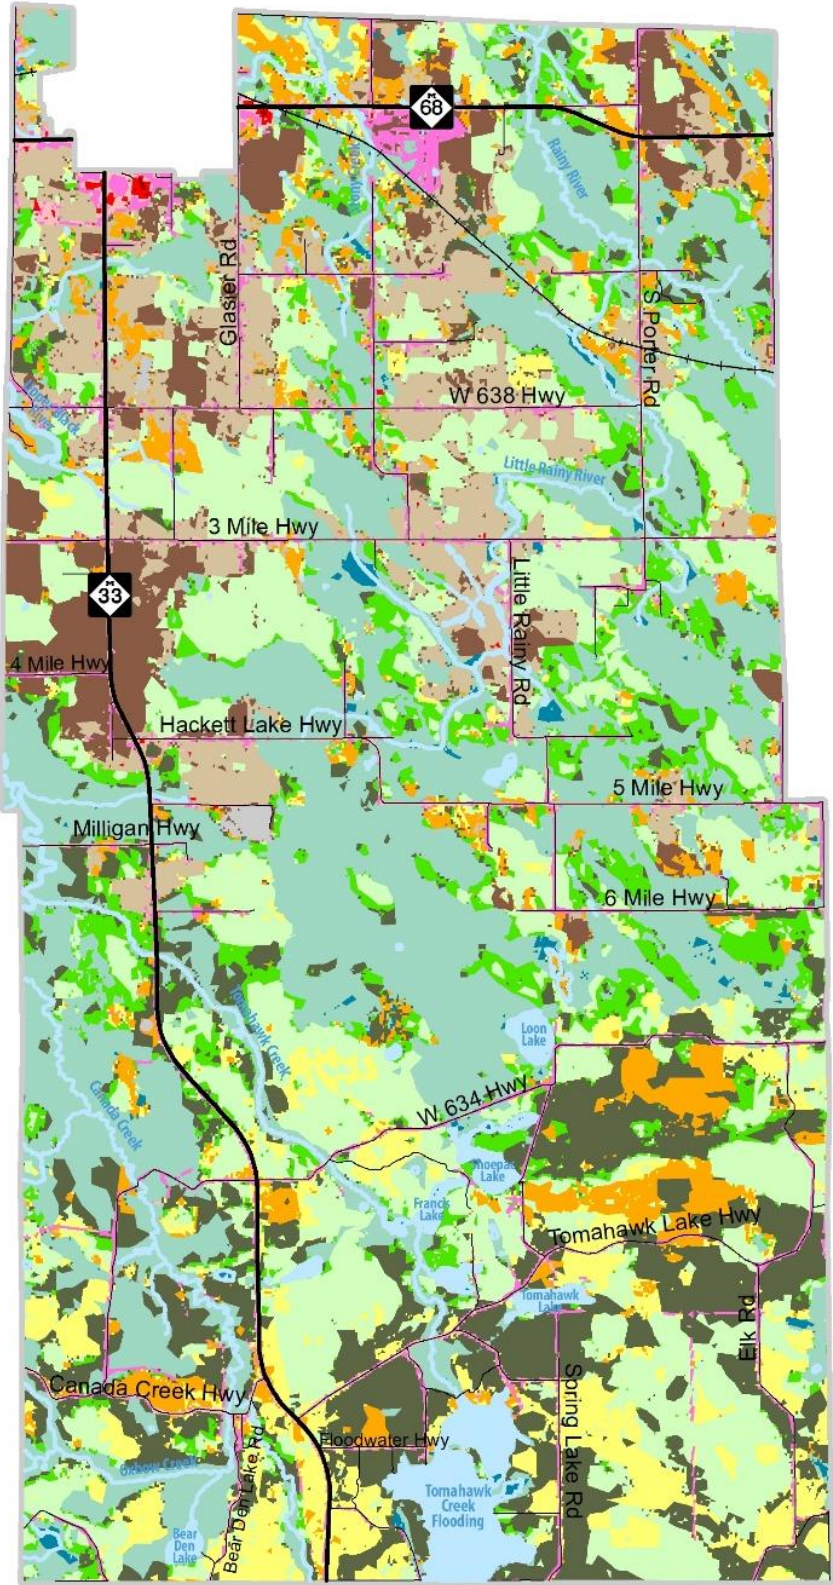 M
68
Rainy River
Glasier Rd
S Porter Rd
W 638 Hwy
Little Rainy River
3 Mile Hwy
M
33
Little Rainy Rd
4 Mile Hwy
Hackett Lake Hwy
5 Mile Hwy
Milligan Hwy
6 Mile Hwy
Tomahawk Creek
Loon
Lake
Canada Creek
W 634 Hwy
Lake
Francis
Lake
Tomahawk Lake Hwy
Tomahawk
Lake
Elk Rd
Canada Creek Hwy
Spring Lake Rd
Bear Den Lake Rd
Floodwater Hwy
Oxbow Creek
Tomahawk
Creek
Flooding
Bear
Den
Lake